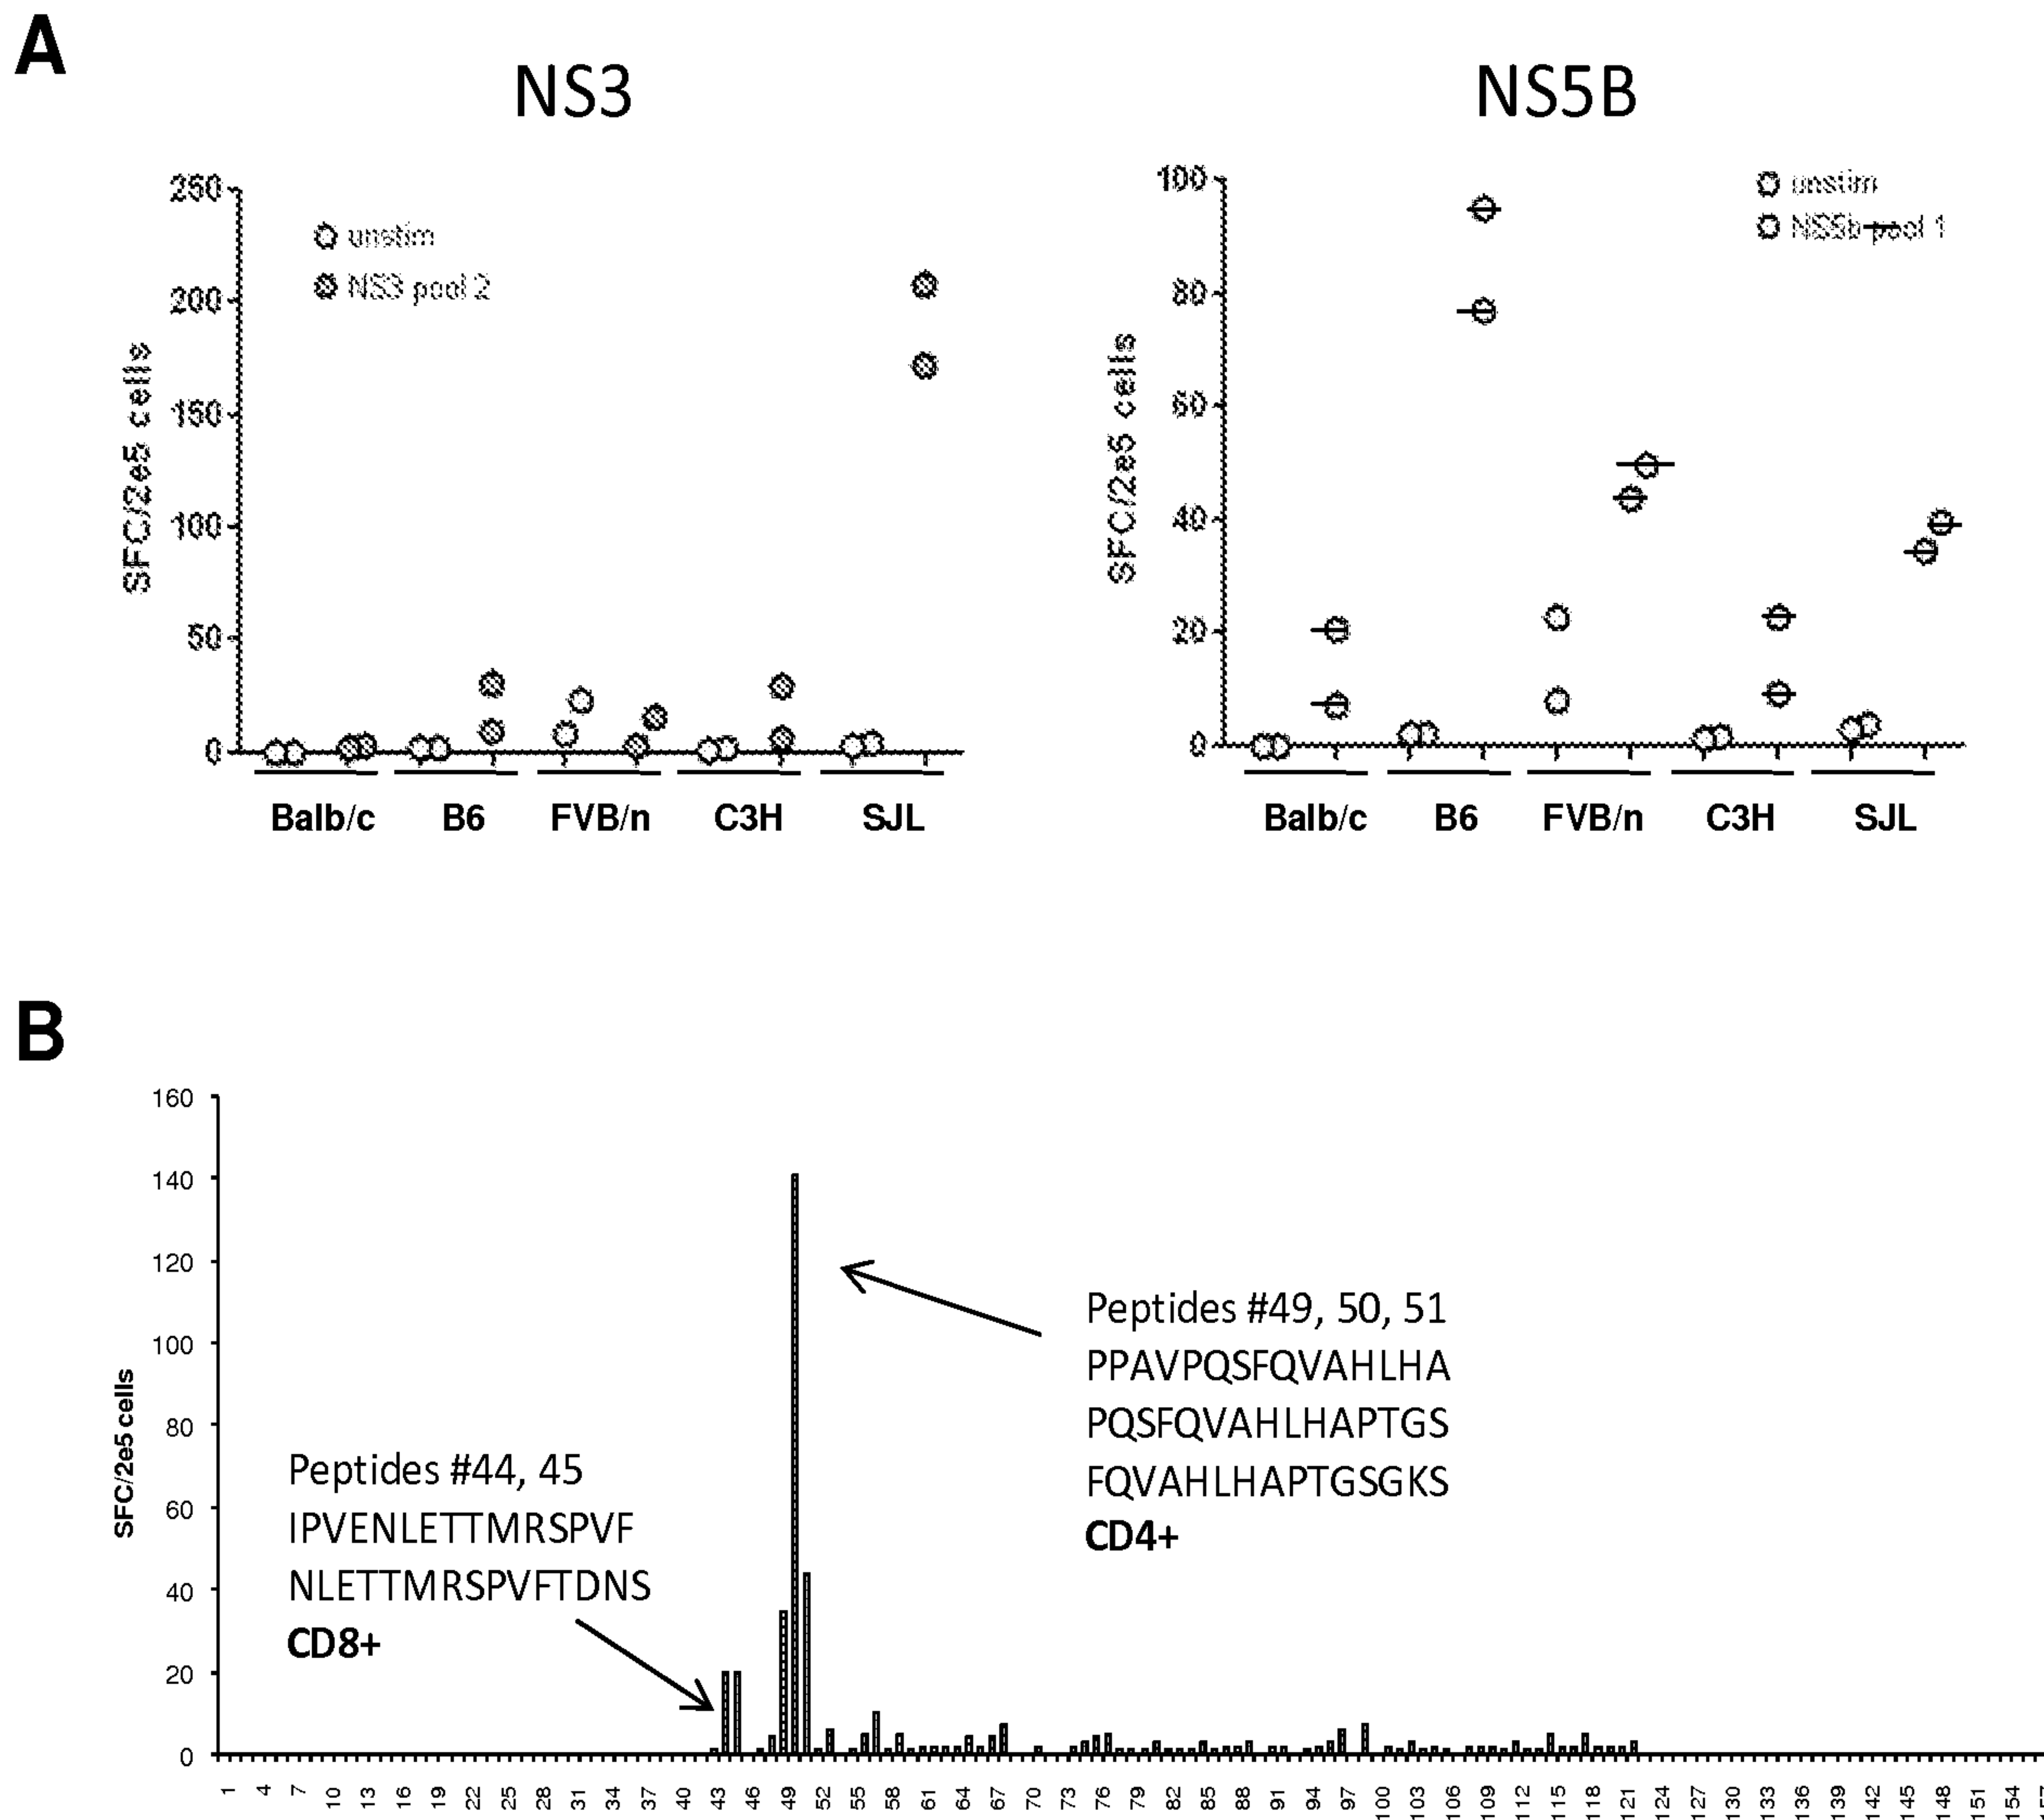 A
NS3
NS5B
250
200
150
100
50
0
SFC/2e5 cells
unstim
NS3 pool 2
Balb/c B6 FVB/n C3H SJL
100
80
60
40
20
0
SFC/2e5 cells
unstim
NS5b pool 1
Balb/c B6 FVB/n C3H SJL
B
160
140
120
100
80
60
40
20
0
SFC/2e5 cells
Peptides #44, 45
IPVENLETTMRSPVF
NLETTMRSPVFTDNS
CD8+
Peptides #49, 50, 51
PPAVPQSFQVAHLHA
PQSFQVAHLHAPTGS
FQVAHLHAPTGSGKS
CD4+
1 4 7 10 13 16 19 22 25 28 31 34 37 40 43 46 49 52 55 58 61 64 67 70 73 76 79 82 85 88 91 94 97 100 103 106 109 112 115 118 121 124 127 130 133 136 139 142 145 148 151 154